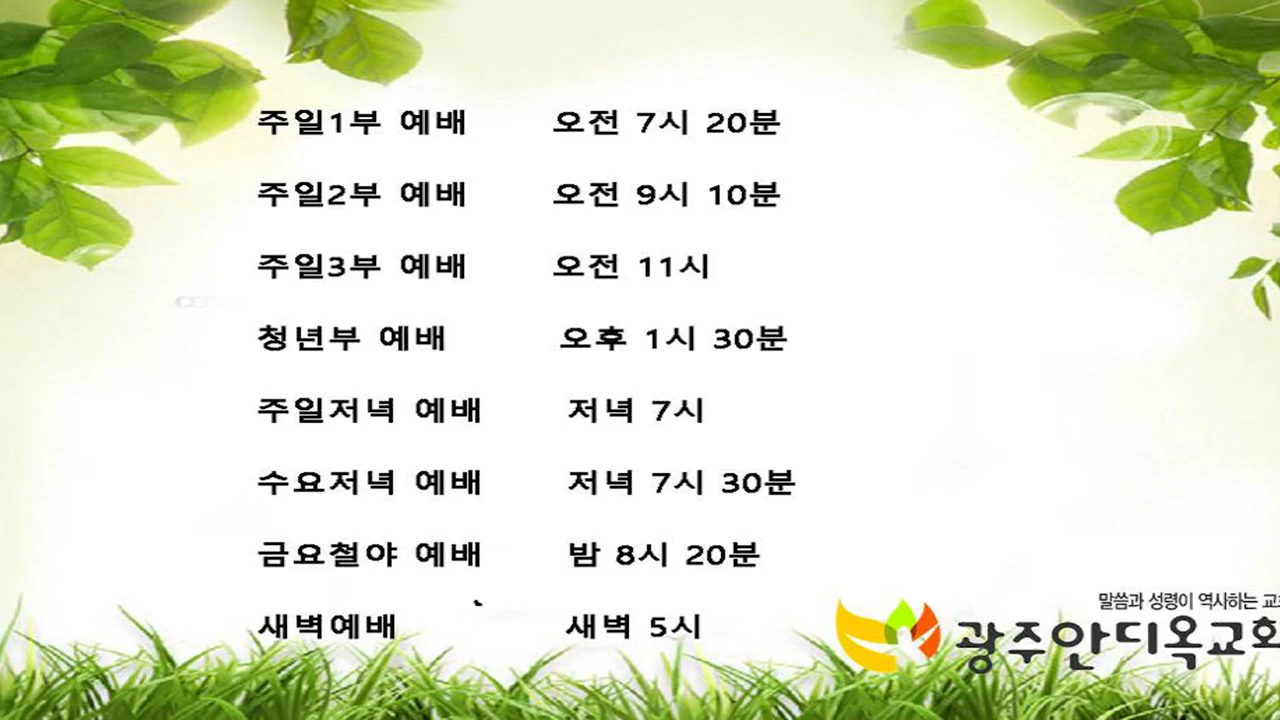 주일1부 예배 오전 7시 20분
주일2부 예배 오전 9시 10분
주일3부 예배 오전 11시
청년부 예배 오후 1시 30분
주일저녁 예배 저녁 7시
수요저녁 예배 저녁 7시 30분
금요철야 예배 밤 8시 20분
새벽예배 새벽 5시
말씀과 성령이 역사하는 교회
광주안디옥교회